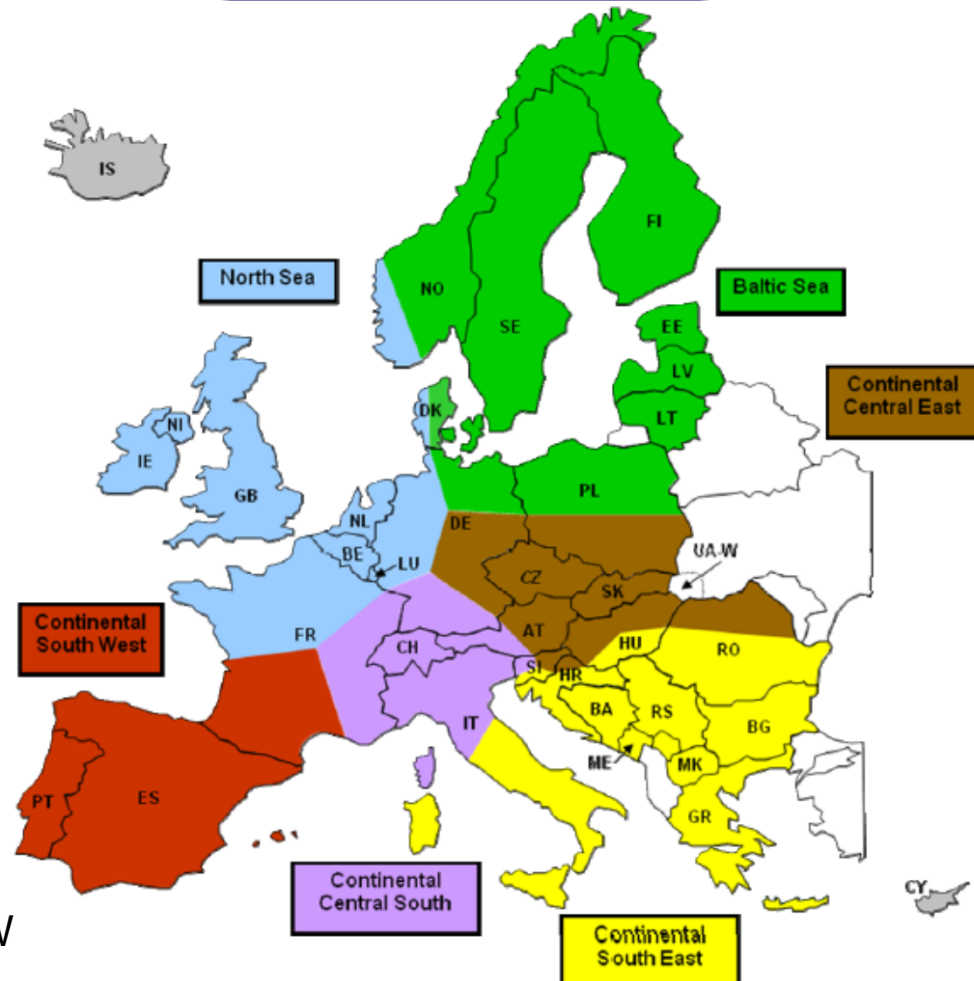 IS
North Sea
NO
FI
SE
Baltic Sea
EE
LV
LT
Continental
Central East
DK
NI
IE
GB
NL
BE
LU
DE
PL
UA-W
CZ
SK
AT
Continental
South West
FR
CH
HU
RO
SI
HR
BA
RS
BG
IT
ME
MK
PT
ES
GR
Continental
Central South
CY
Continental
South East
W